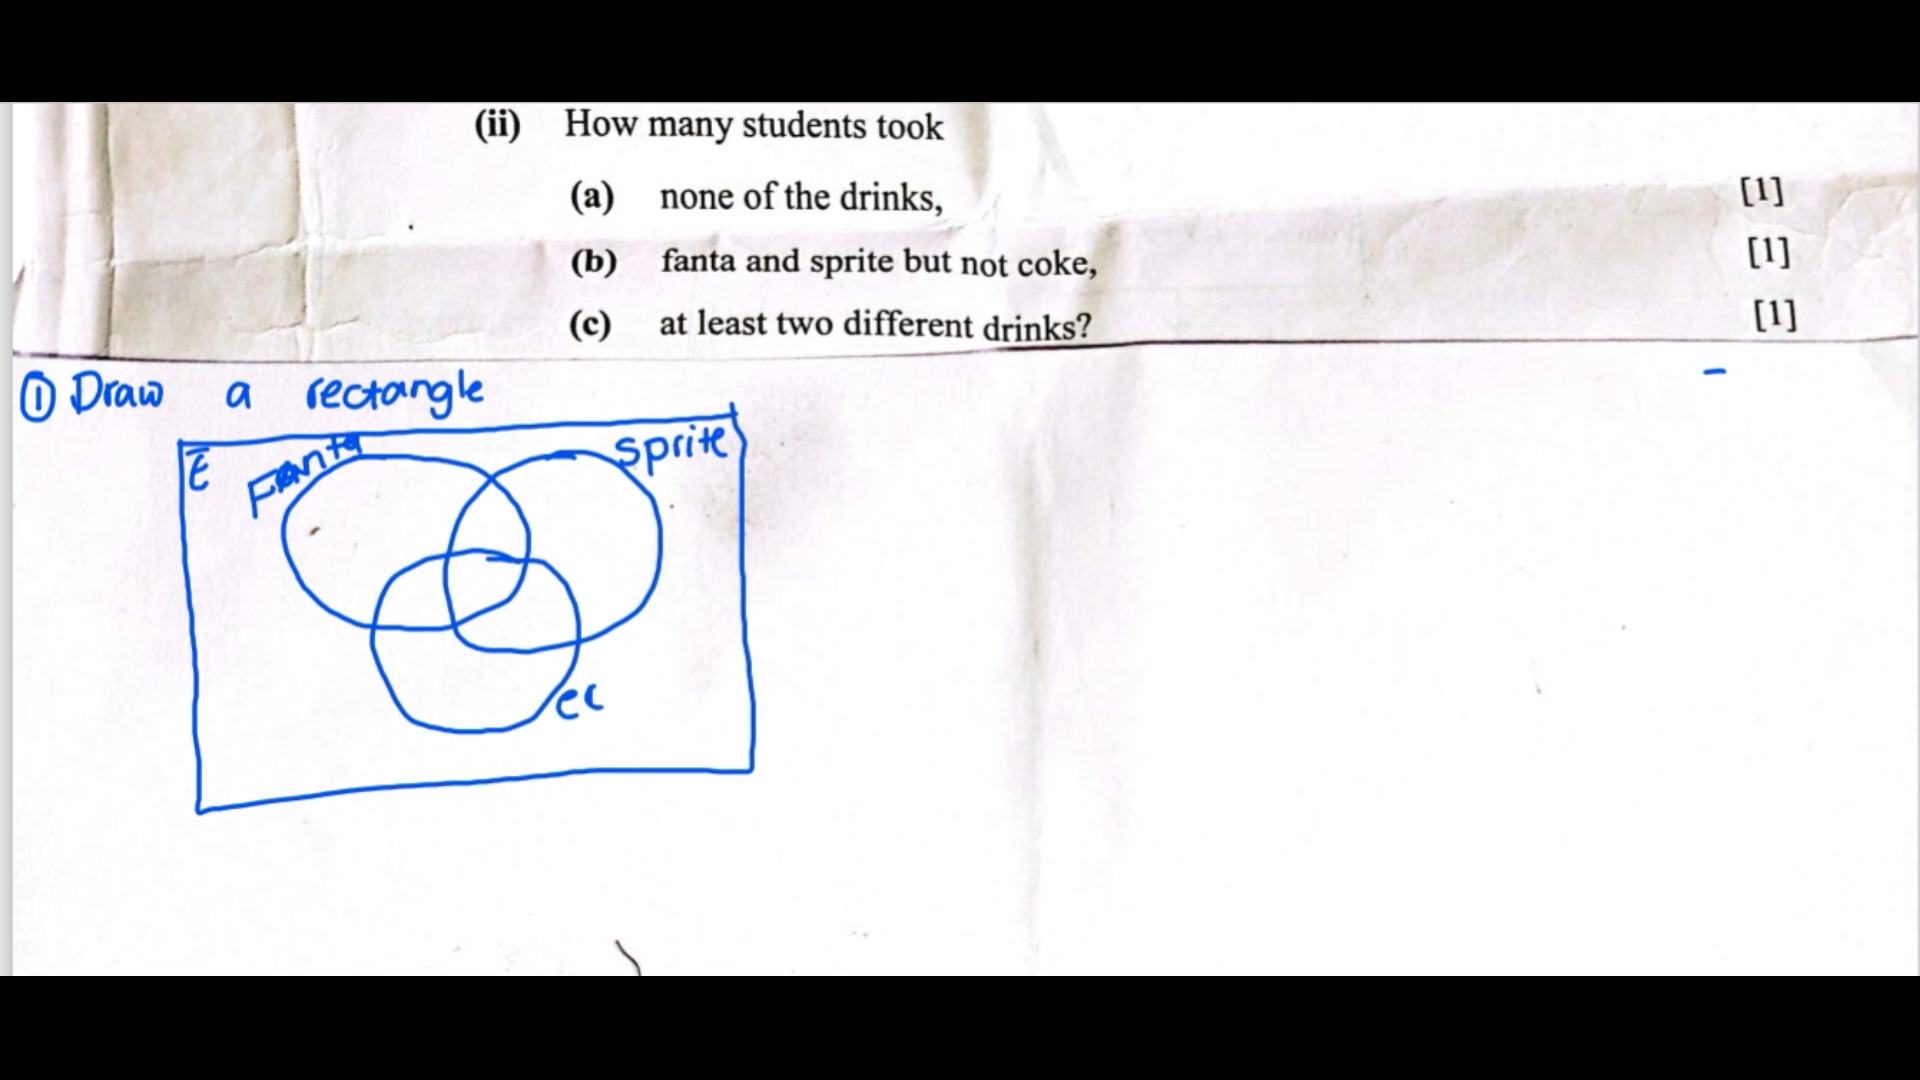 (ii) How many students took
(a) none of the drinks, [1]
(b) fanta and sprite but not coke, [1]
(c) at least two different drinks? [1]
① Draw a rectangle
Fanta
sprite
E